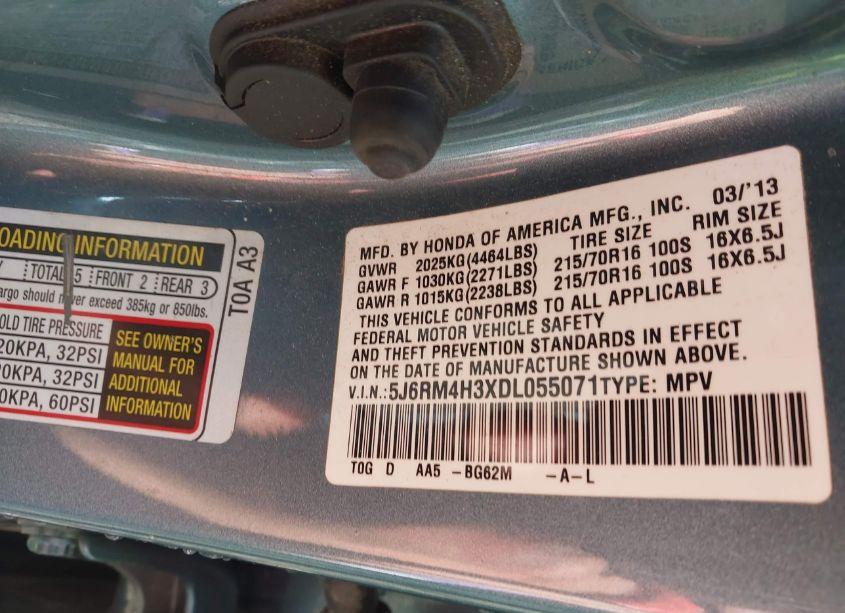 OADING INFORMATION
TOTAL 5 FRONT 2 REAR 3
argo should never exceed 385kg or 850lbs.
OLD TIRE PRESSURE
20KPA, 32PSI
0KPA, 32PSI
0KPA, 60PSI
SEE OWNER'S
MANUAL FOR
ADDITIONAL
INFORMATION
T0A A3
MFD. BY HONDA OF AMERICA MFG., INC. 03/'13
GVWR 2025KG(4464LBS) TIRE SIZE RIM SIZE
GAWR F 1030KG(2271LBS) 215/70R16 100S 16X6.5J
GAWR R 1015KG(2238LBS) 215/70R16 100S 16X6.5J
THIS VEHICLE CONFORMS TO ALL APPLICABLE
FEDERAL MOTOR VEHICLE SAFETY
AND THEFT PREVENTION STANDARDS IN EFFECT
ON THE DATE OF MANUFACTURE SHOWN ABOVE.
V.I.N.:5J6RM4H3XDL055071 TYPE: MPV
T0G D AA5 -BG62M -A-L